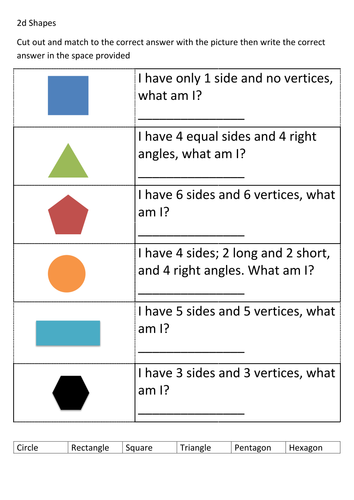 2d Shapes
Cut out and match to the correct answer with the picture then write the correct
answer in the space provided
I have only 1 side and no vertices,
what am I?
I have 4 equal sides and 4 right
angles, what am I?
I have 6 sides and 6 vertices, what
am I?
I have 4 sides; 2 long and 2 short,
and 4 right angles. What am I?
I have 5 sides and 5 vertices, what
am I?
I have 3 sides and 3 vertices, what
am I?
Circle Rectangle Square Triangle Pentagon Hexagon